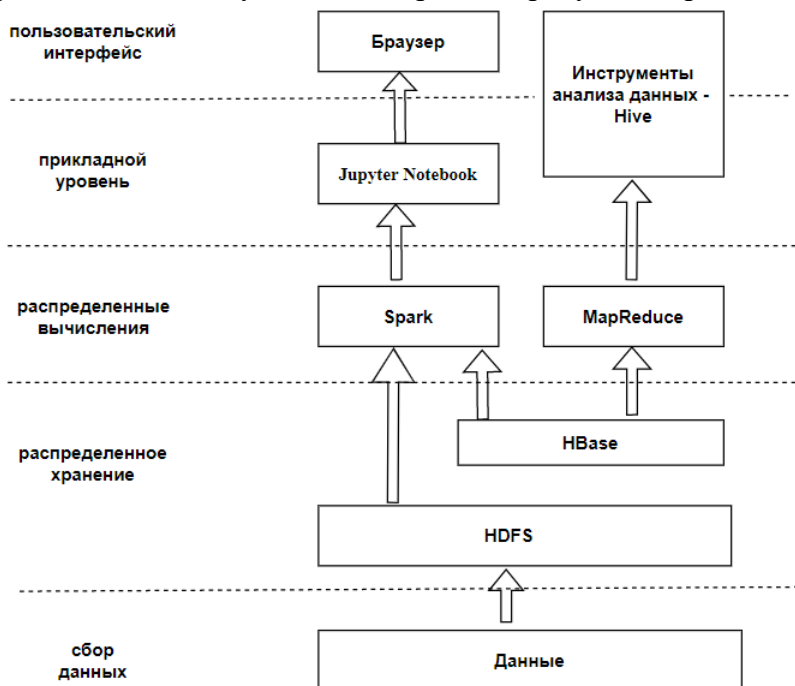 пользовательский
интерфейс
Браузер
Инструменты
анализа данных -
Hive
прикладной
уровень
Jupyter Notebook
распределенные
вычисления
Spark
MapReduce
распределенное
хранение
HBase
HDFS
сбор
данных
Данные